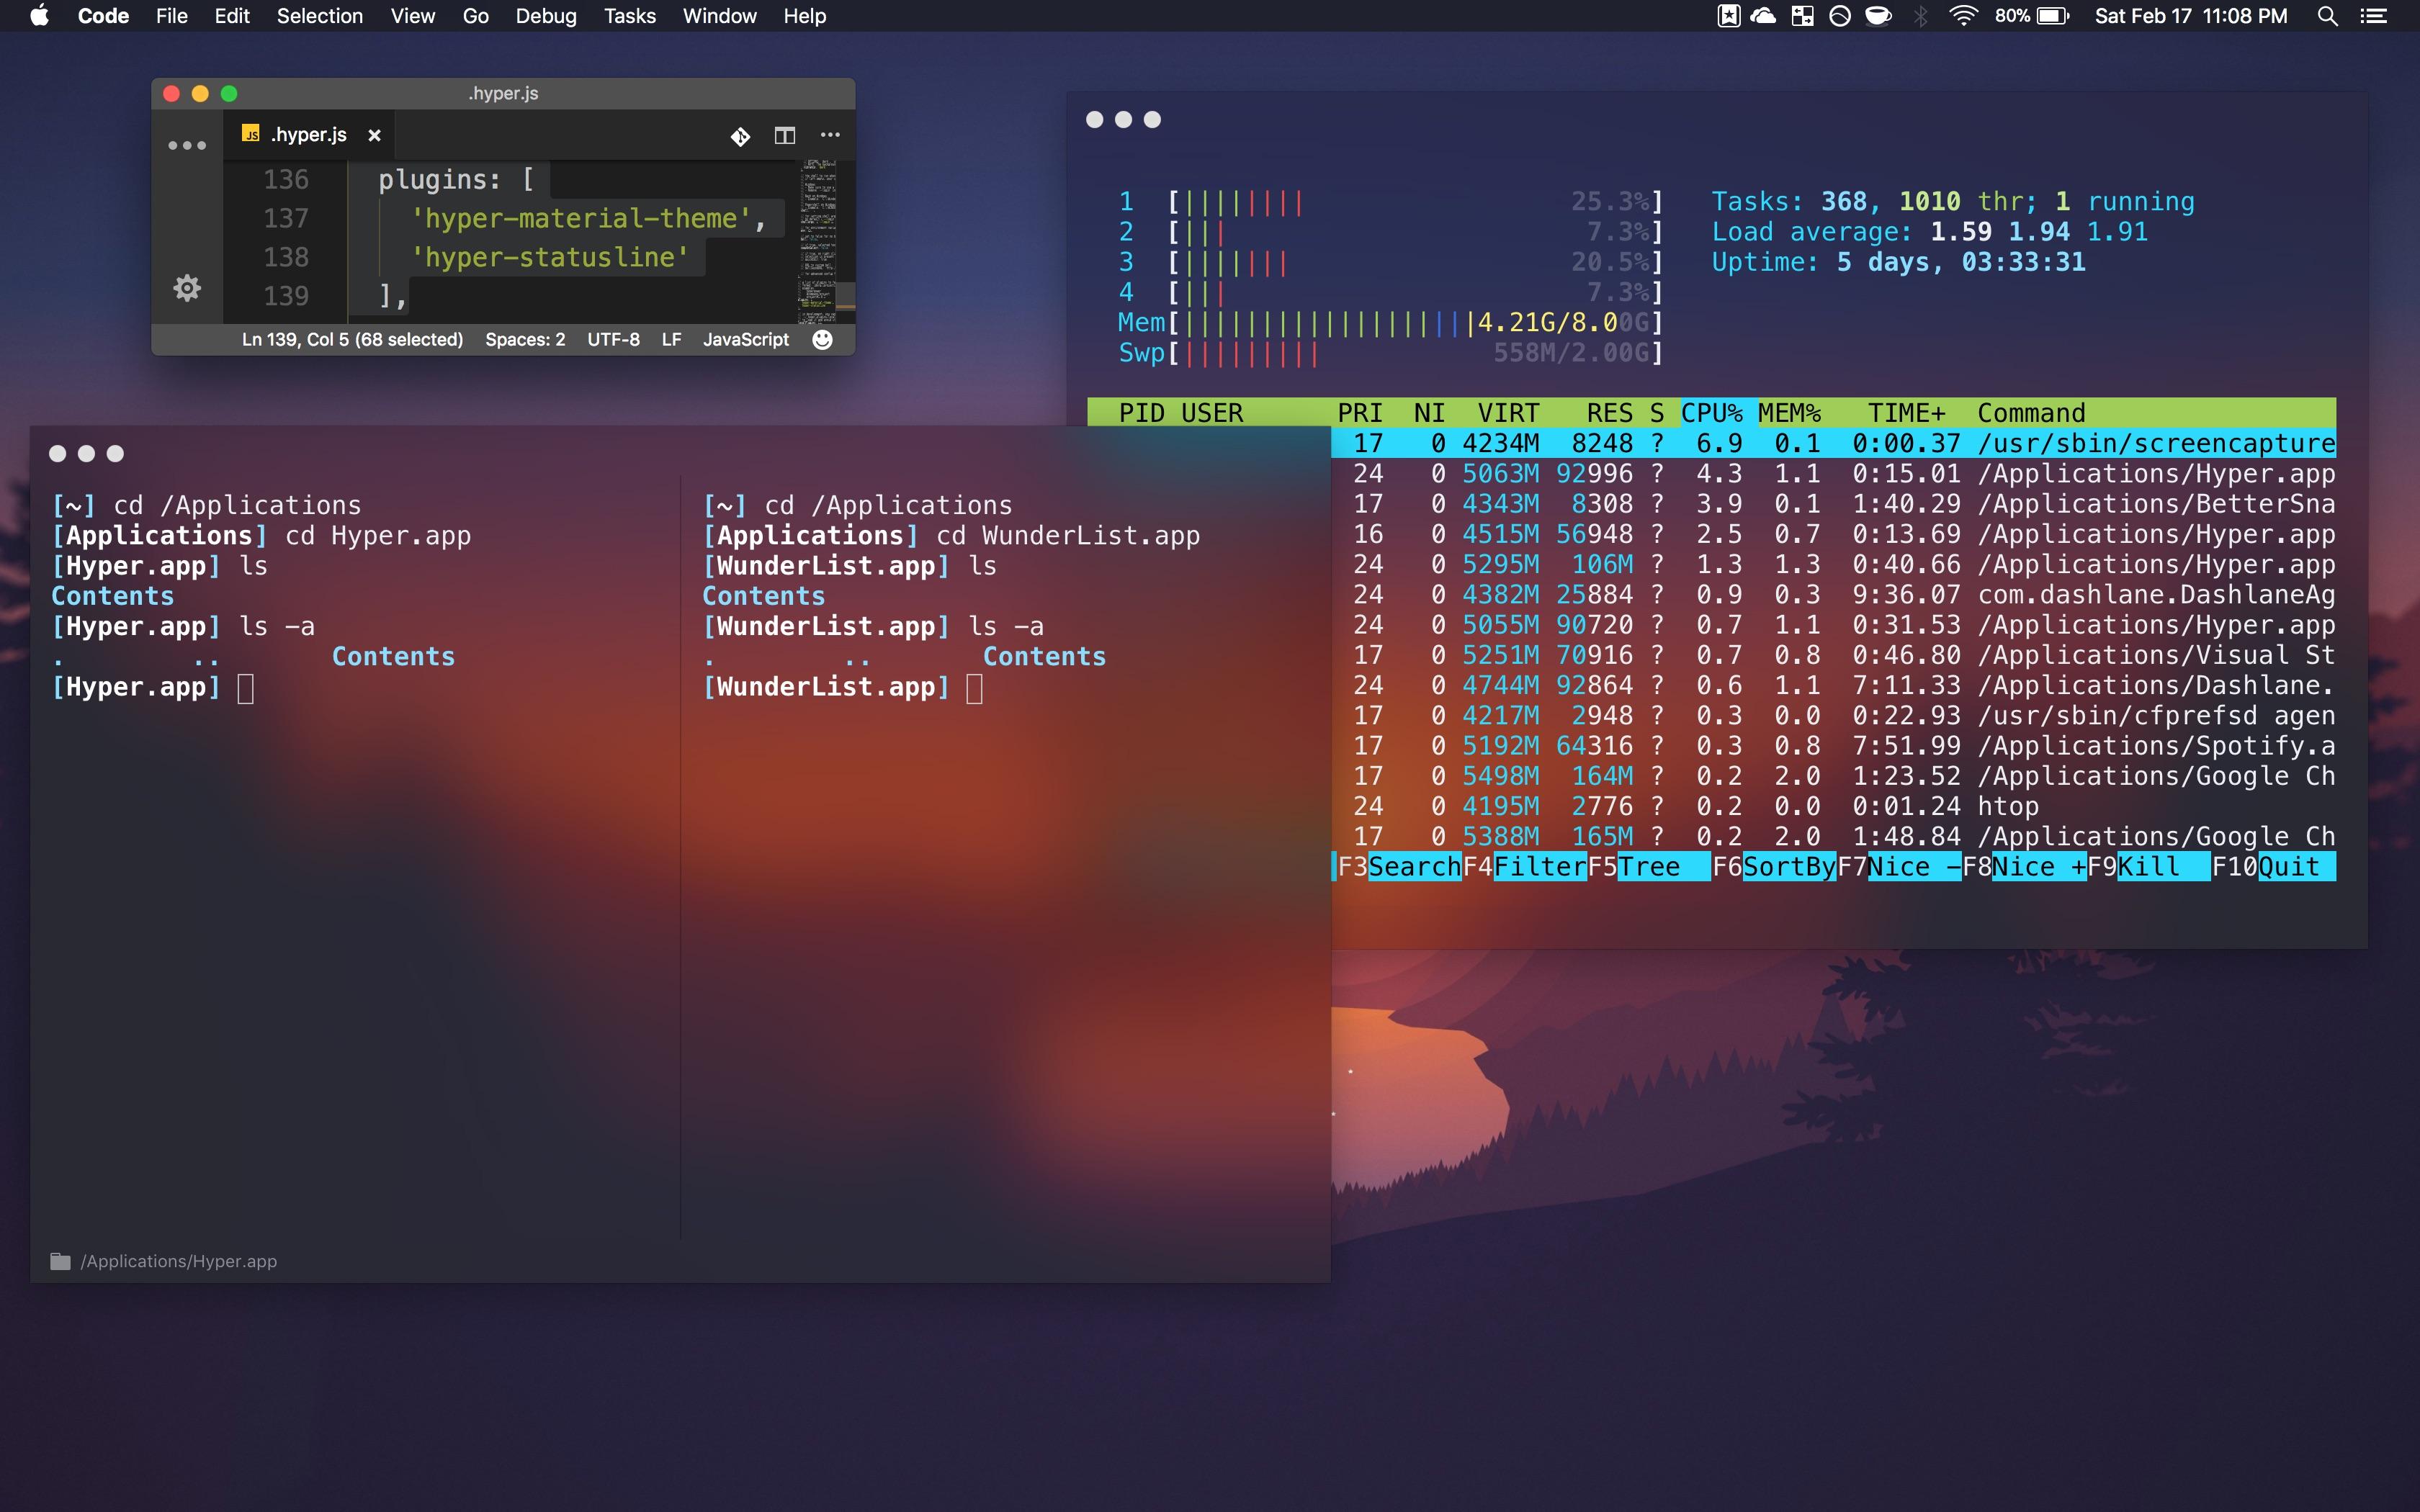 Code File Edit Selection View Go Debug Tasks Window Help 80% Sat Feb 17 11:08 PM
.hyper.js
JS .hyper.js
136 plugins: [
137 'hyper-material-theme',
138 'hyper-statusline'
139 ],
Ln 139, Col 5 (68 selected) Spaces: 2 UTF-8 LF JavaScript
1 [||||||||25.3%]
2 [|||7.3%]
3 [|||||||20.5%]
4 [|||7.3%]
Mem[|||||||||||||||||||4.21G/8.00G]
Swp[|||||||||558M/2.00G]
Tasks: 368, 1010 thr; 1 running
Load average: 1.59 1.94 1.91
Uptime: 5 days, 03:33:31
PID USER PRI NI VIRT RES S CPU% MEM% TIME+ Command
17 0 4234M 8248 ? 6.9 0.1 0:00.37 /usr/sbin/screencapture
24 0 5063M 92996 ? 4.3 1.1 0:15.01 /Applications/Hyper.app
17 0 4343M 8308 ? 3.9 0.1 1:40.29 /Applications/BetterSna
16 0 4515M 56948 ? 2.5 0.7 0:13.69 /Applications/Hyper.app
24 0 5295M 106M ? 1.3 1.3 0:40.66 /Applications/Hyper.app
24 0 4382M 25884 ? 0.9 0.3 9:36.07 com.dashlane.DashlaneAg
24 0 5055M 90720 ? 0.7 1.1 0:31.53 /Applications/Hyper.app
17 0 5251M 70916 ? 0.7 0.8 0:46.80 /Applications/Visual St
24 0 4744M 92864 ? 0.6 1.1 7:11.33 /Applications/Dashlane.
17 0 4217M 2948 ? 0.3 0.0 0:22.93 /usr/sbin/cfprefsd agen
17 0 5192M 64316 ? 0.3 0.8 7:51.99 /Applications/Spotify.a
17 0 5498M 164M ? 0.2 2.0 1:23.52 /Applications/Google Ch
24 0 4195M 2776 ? 0.2 0.0 0:01.24 htop
17 0 5388M 165M ? 0.2 2.0 1:48.84 /Applications/Google Ch
F3Search F4Filter F5Tree F6SortBy F7Nice - F8Nice + F9Kill F10Quit
[~] cd /Applications
[Applications] cd Hyper.app
[Hyper.app] ls
Contents
[Hyper.app] ls -a
. .. Contents
[Hyper.app]
[~] cd /Applications
[Applications] cd WunderList.app
[WunderList.app] ls
Contents
[WunderList.app] ls -a
. .. Contents
[WunderList.app]
/Applications/Hyper.app